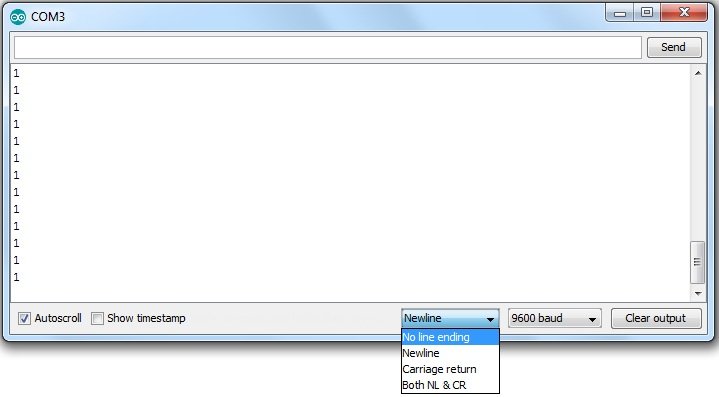 COM3
Send
1
1
1
1
1
1
1
1
1
1
1
1
1
Autoscroll Show timestamp Newline 9600 baud Clear output
No line ending
Newline
Carriage return
Both NL & CR